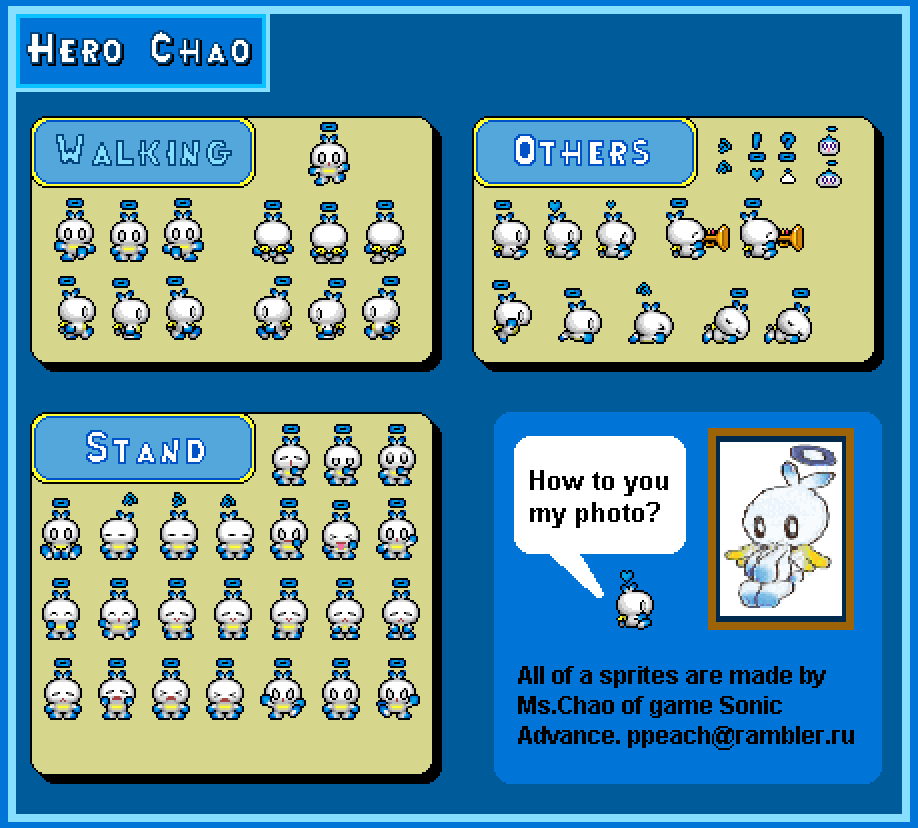 Hero Chao
Walking
Others
Stand
How to you
my photo?
All of a sprites are made by
Ms.Chao of game Sonic
Advance. ppeach@rambler.ru